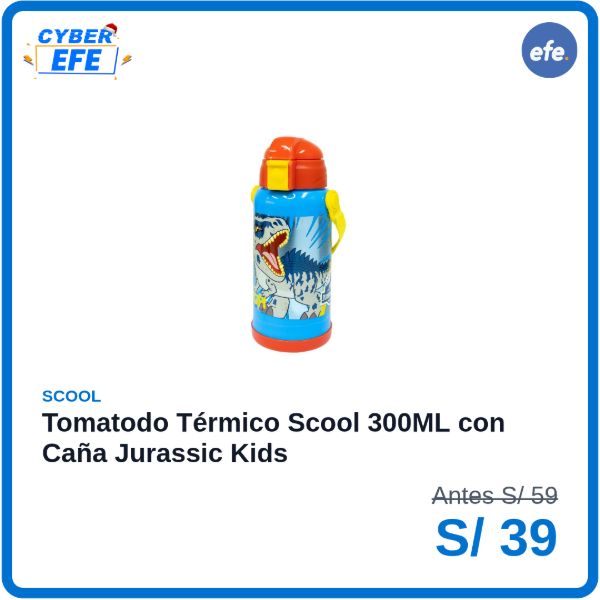 CYBER
EFE
efe.
SCOOL
Tomatodo Térmico Scool 300ML con
Caña Jurassic Kids
Antes S/ 59
S/ 39